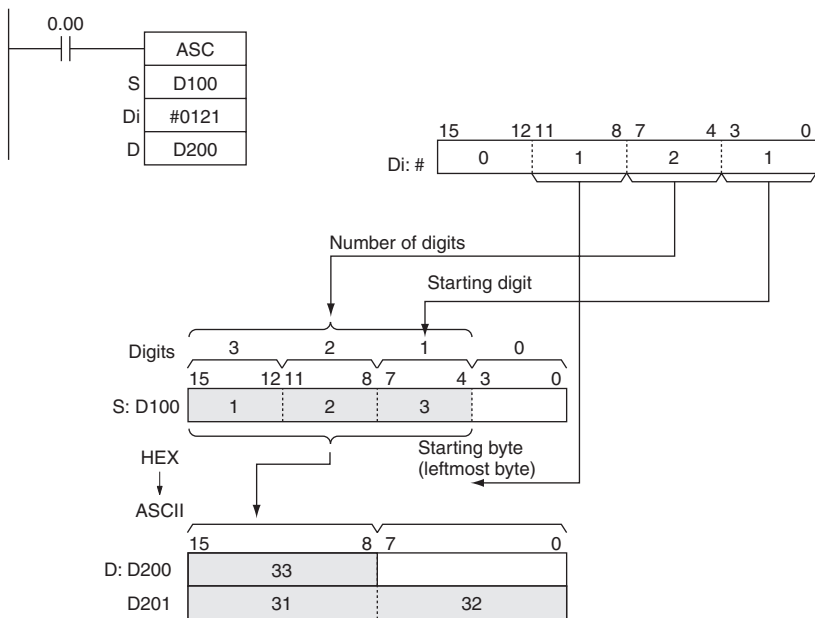 0.00
ASC
S D100
Di #0121
D D200
15 12 11 8 7 4 3 0
Di: # 0 1 2 1
Number of digits
Starting digit
Digits 3 2 1 0
15 12 11 8 7 4 3 0
S: D100 1 2 3
Starting byte
(leftmost byte)
HEX
ASCII
15 8 7 0
D: D200 33
D201 31 32